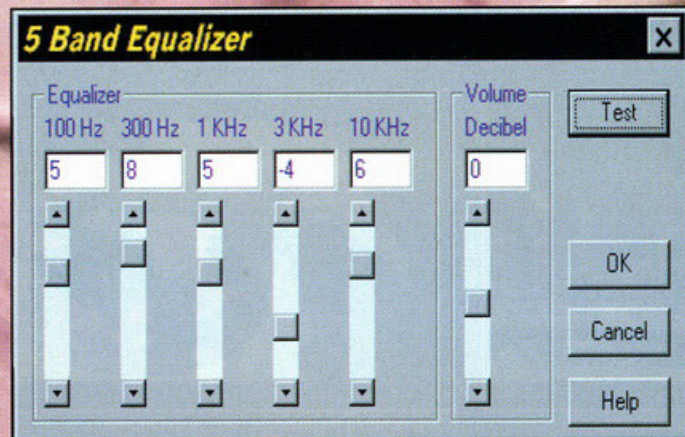 5 Band Equalizer
Equalizer
Volume
100 Hz 300 Hz 1 KHz 3 KHz 10 KHz
Decibel
5 8 5 -4 6
0
Test
OK
Cancel
Help